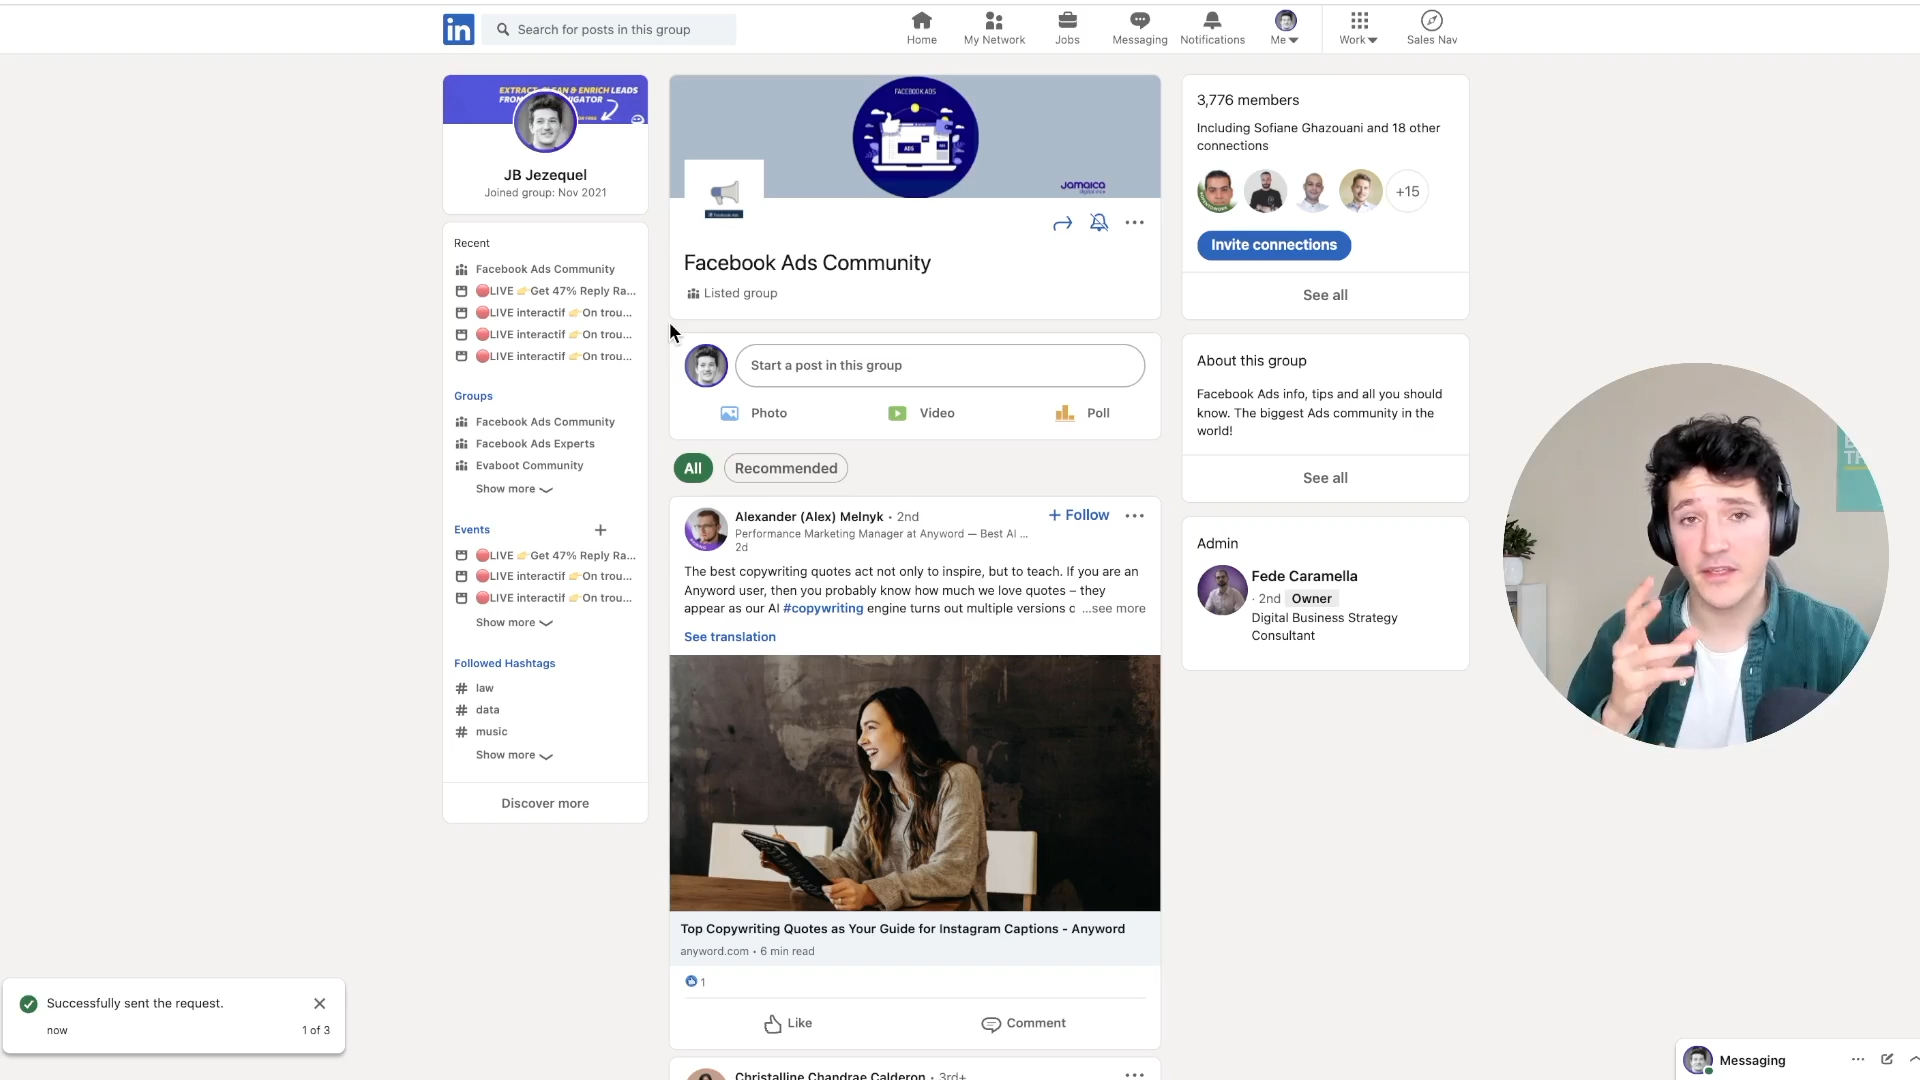 in
Search for posts in this group
Home
My Network
Jobs
Messaging
Notifications
Me
Work
Sales Nav
EXTRACT, CLEAN & ENRICH LEADS
JB Jezequel
Joined group: Nov 2021
Recent
Facebook Ads Community
LIVE 👉Get 47% Reply Ra...
LIVE interactif 👉On trou...
LIVE interactif 👉On trou...
LIVE interactif 👉On trou...
Groups
Facebook Ads Community
Facebook Ads Experts
Evaboot Community
Show more
Events
LIVE 👉Get 47% Reply Ra...
LIVE interactif 👉On trou...
LIVE interactif 👉On trou...
Show more
Followed Hashtags
# law
# data
# music
Show more
Discover more
FACEBOOK ADS
ADS
Jamaica
Facebook Ads Community
Listed group
Start a post in this group
Photo
Video
Poll
All
Recommended
Alexander (Alex) Melnyk • 2nd
+ Follow
Performance Marketing Manager at Anyword — Best AI ...
2d
The best copywriting quotes act not only to inspire, but to teach. If you are an
Anyword user, then you probably know how much we love quotes – they
appear as our AI #copywriting engine turns out multiple versions o ...see more
See translation
Top Copywriting Quotes as Your Guide for Instagram Captions - Anyword
anyword.com • 6 min read
1
Like
Comment
Christalline Chandrae Calderon • 3rd+
3,776 members
Including Sofiane Ghazouani and 18 other
connections
+15
Invite connections
See all
About this group
Facebook Ads info, tips and all you should
know. The biggest Ads community in the
world!
See all
Admin
Fede Caramella
· 2nd Owner
Digital Business Strategy
Consultant
Successfully sent the request.
now
1 of 3
Messaging